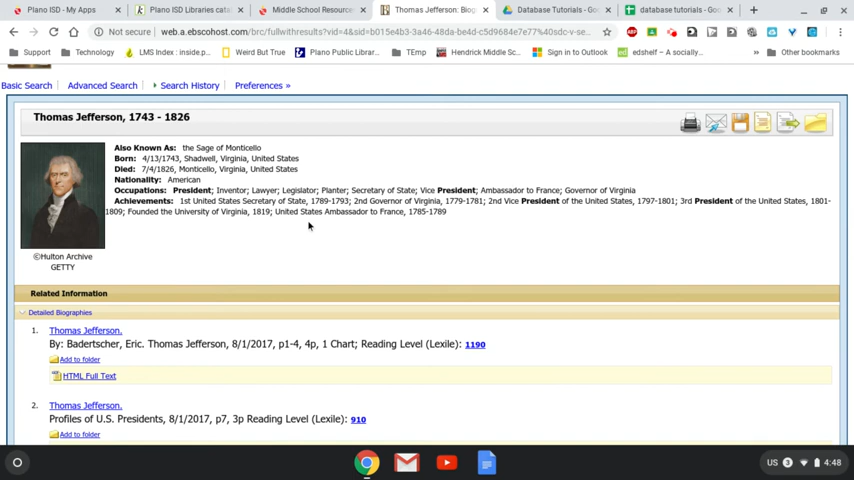 Plano ISD - My Apps
Plano ISD Libraries cata
Middle School Resource
Thomas Jefferson: Biog
Database Tutorials - Goo
database tutorials - Goo
Not secure | web.a.ebscohost.com/brc/fullwithresults?vid=4&sid=b015e4b3-3a46-48da-be4d-c5d9684e7e77%40sdc-v-se...
Support
Technology
LMS Index : inside.p...
Weird But True
Plano Public Librar...
TEmp
Hendrick Middle Sc...
Sign in to Outlook
edshelf – A socially...
»
Other bookmarks
Basic Search
Advanced Search
Search History
Preferences »
Thomas Jefferson, 1743 - 1826
Also Known As: the Sage of Monticello
Born: 4/13/1743, Shadwell, Virginia, United States
Died: 7/4/1826, Monticello, Virginia, United States
Nationality: American
Occupations: President; Inventor; Lawyer; Legislator; Planter; Secretary of State; Vice President; Ambassador to France; Governor of Virginia
Achievements: 1st United States Secretary of State, 1789-1793; 2nd Governor of Virginia, 1779-1781; 2nd Vice President of the United States, 1797-1801; 3rd President of the United States, 1801-
1809; Founded the University of Virginia, 1819; United States Ambassador to France, 1785-1789
©Hulton Archive
GETTY
Related Information
Detailed Biographies
1. Thomas Jefferson.
By: Badertscher, Eric. Thomas Jefferson, 8/1/2017, p1-4, 4p, 1 Chart; Reading Level (Lexile): 1190
Add to folder
HTML Full Text
2. Thomas Jefferson.
Profiles of U.S. Presidents, 8/1/2017, p7, 3p Reading Level (Lexile): 910
Add to folder
US 3 4:48